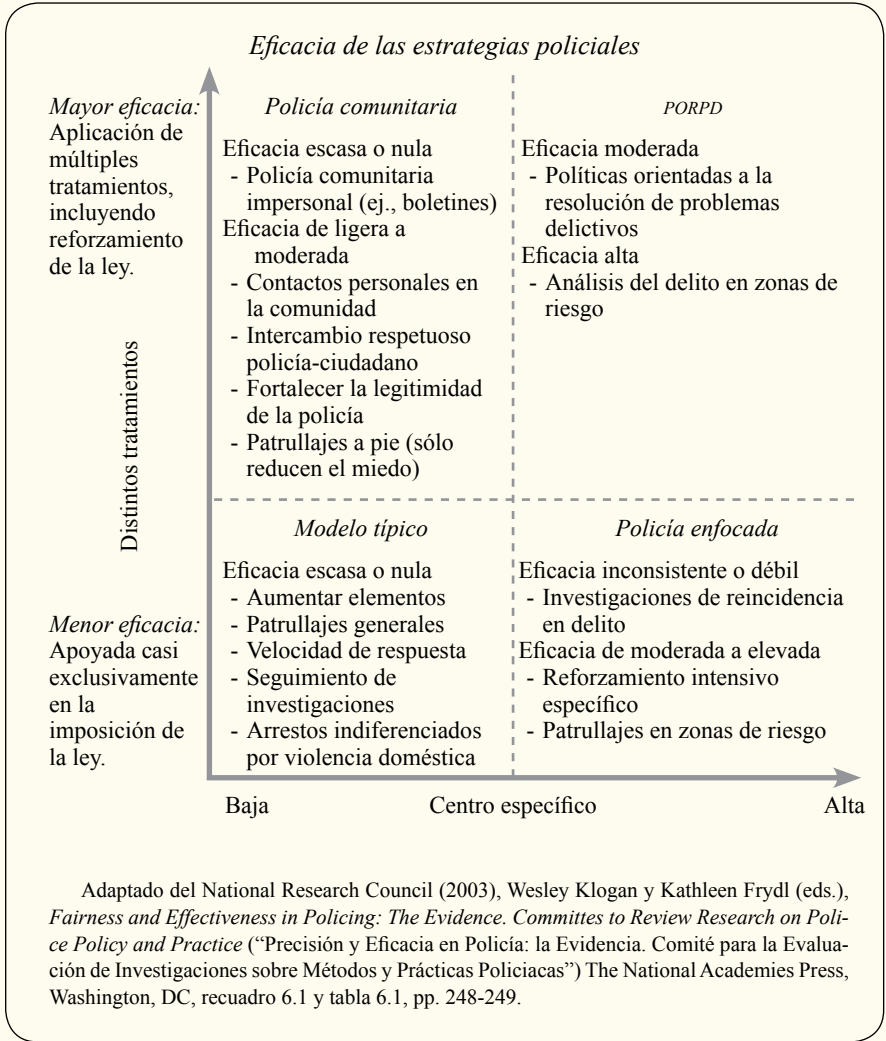 Eficacia de las estrategias policiales
Mayor eficacia:
Aplicación de
múltiples
tratamientos,
incluyendo
reforzamiento
de la ley.
Distintos tratamientos
Menor eficacia:
Apoyada casi
exclusivamente
en la
imposición de
la ley.
Policía comunitaria
Eficacia escasa o nula
- Policía comunitaria
impersonal (ej., boletines)
Eficacia de ligera a
moderada
- Contactos personales en
la comunidad
- Intercambio respetuoso
policía-ciudadano
- Fortalecer la legitimidad
de la policía
- Patrullajes a pie (sólo
reducen el miedo)
PORPD
Eficacia moderada
- Políticas orientadas a la
resolución de problemas
delictivos
Eficacia alta
- Análisis del delito en zonas de
riesgo
Modelo típico
Eficacia escasa o nula
- Aumentar elementos
- Patrullajes generales
- Velocidad de respuesta
- Seguimiento de
investigaciones
- Arrestos indiferenciados
por violencia doméstica
Policía enfocada
Eficacia inconsistente o débil
- Investigaciones de reincidencia
en delito
Eficacia de moderada a elevada
- Reforzamiento intensivo
específico
- Patrullajes en zonas de riesgo
Baja
Centro específico
Alta
Adaptado del National Research Council (2003), Wesley Klogan y Kathleen Frydl (eds.),
Fairness and Effectiveness in Policing: The Evidence. Committes to Review Research on Poli-
ce Policy and Practice (“Precisión y Eficacia en Policía: la Evidencia. Comité para la Evalua-
ción de Investigaciones sobre Métodos y Prácticas Policiacas”) The National Academies Press,
Washington, DC, recuadro 6.1 y tabla 6.1, pp. 248-249.